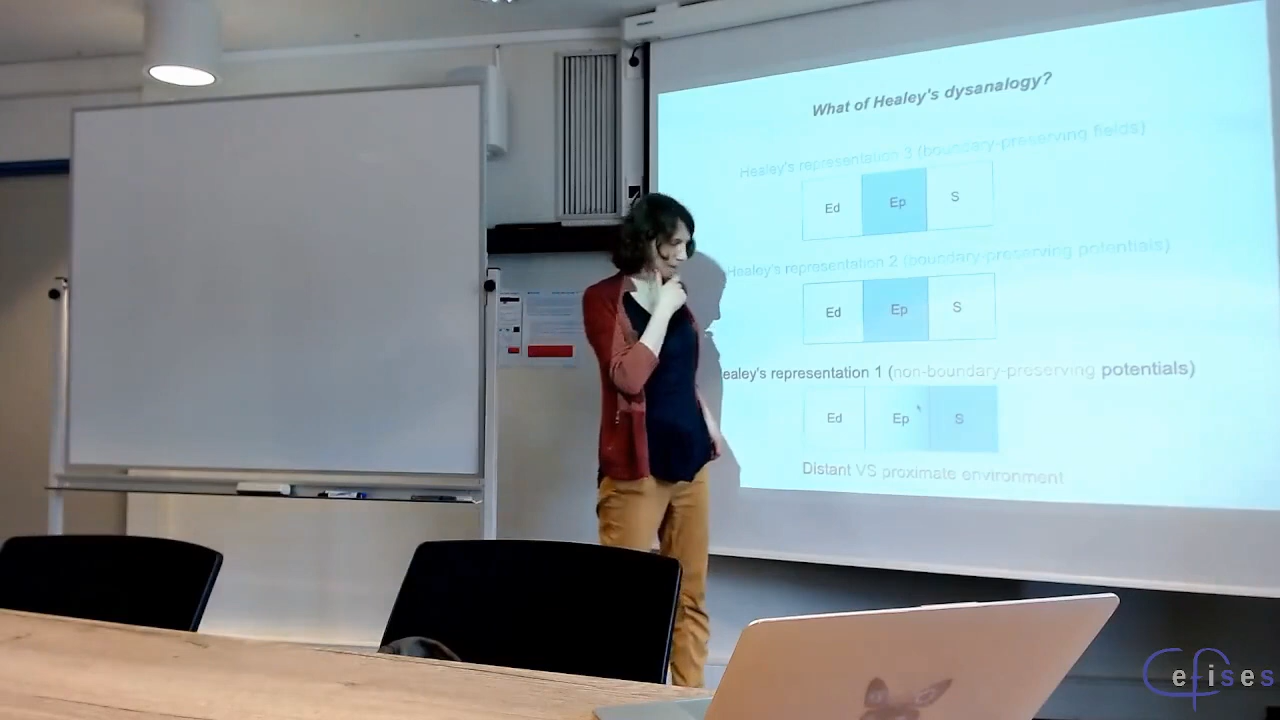 What of Healey's dysanalogy?
Healey's representation 3 (boundary-preserving fields)
Ed Ep S
Healey's representation 2 (boundary-preserving potentials)
Ed Ep S
ealey's representation 1 (non-boundary-preserving potentials)
Ed Ep S
Distant VS proximate environment
efises